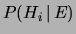 P(H_i | E)